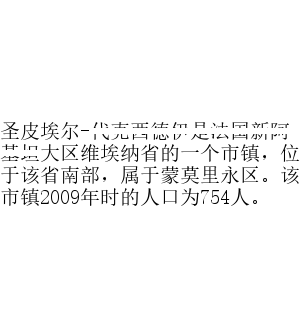 圣皮埃尔-代克西德伊是法国新阿
基坦大区维埃纳省的一个市镇，位
于该省南部，属于蒙莫里永区。该
市镇2009年时的人口为754人。